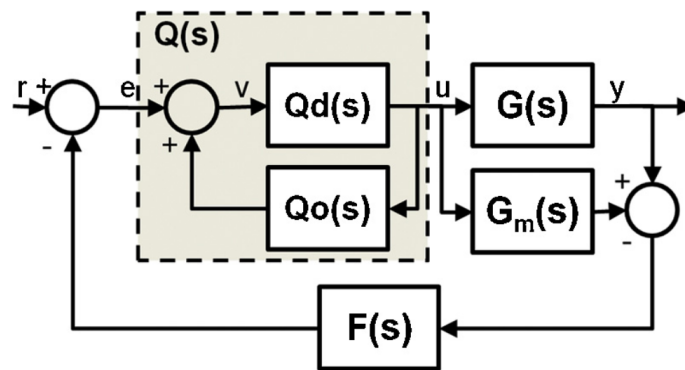 Q(s)
r + e + v Qd(s) u G(s) y
- + Qo(s) Gₘ(s) + -
F(s)